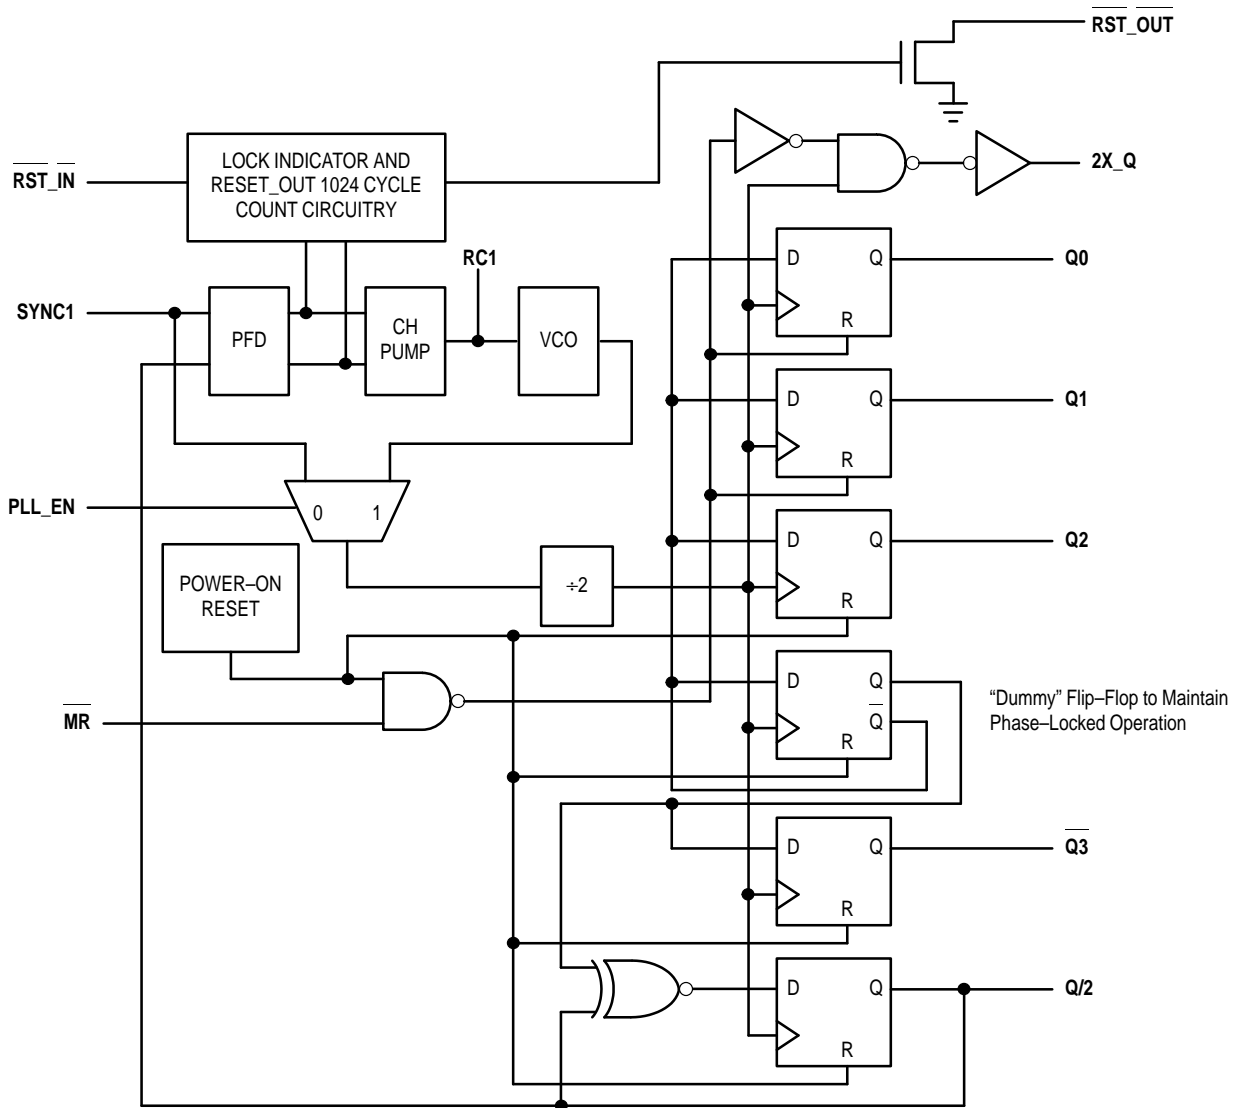 RST_OUT
LOCK INDICATOR AND
RESET_OUT 1024 CYCLE
COUNT CIRCUITRY
RST_IN
2X_Q
RC1
D Q
Q0
R
SYNC1
PFD
CH
PUMP
VCO
D Q
Q1
R
PLL_EN
0 1
D Q
Q2
R
POWER–ON
RESET
÷2
D Q
Q
R
“Dummy” Flip–Flop to Maintain
Phase–Locked Operation
MR
D Q
Q3
R
D Q
Q/2
R